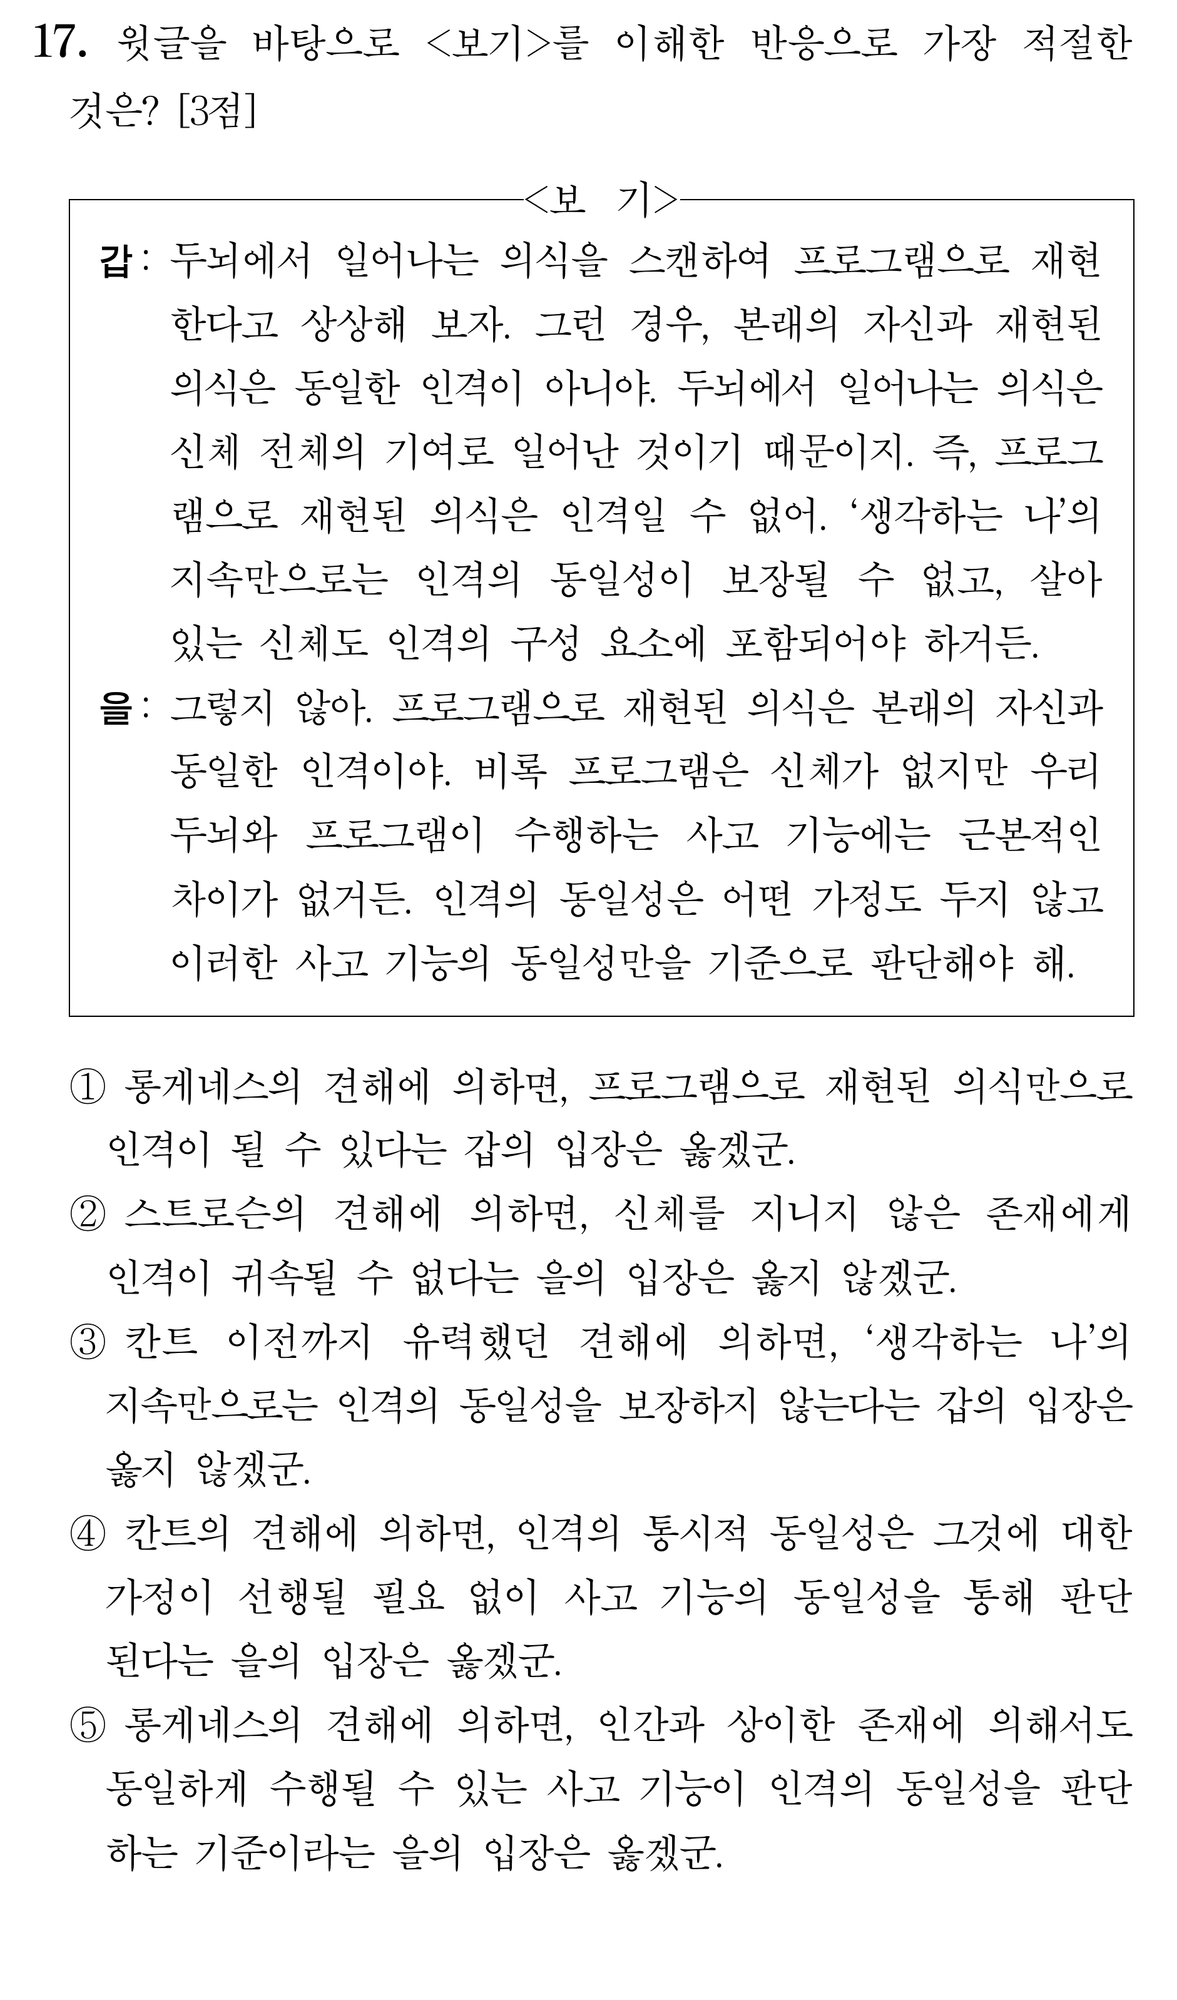 17. 윗글을 바탕으로 <보기>를 이해한 반응으로 가장 적절한
것은? [3점]
<보 기>
갑: 두뇌에서 일어나는 의식을 스캔하여 프로그램으로 재현
한다고 상상해 보자. 그런 경우, 본래의 자신과 재현된
의식은 동일한 인격이 아니야. 두뇌에서 일어나는 의식은
신체 전체의 기여로 일어난 것이기 때문이지. 즉, 프로그
램으로 재현된 의식은 인격일 수 없어. ‘생각하는 나’의
지속만으로는 인격의 동일성이 보장될 수 없고, 살아
있는 신체도 인격의 구성 요소에 포함되어야 하거든.
을: 그렇지 않아. 프로그램으로 재현된 의식은 본래의 자신과
동일한 인격이야. 비록 프로그램은 신체가 없지만 우리
두뇌와 프로그램이 수행하는 사고 기능에는 근본적인
차이가 없거든. 인격의 동일성은 어떤 가정도 두지 않고
이러한 사고 기능의 동일성만을 기준으로 판단해야 해.
① 롱게네스의 견해에 의하면, 프로그램으로 재현된 의식만으로
인격이 될 수 있다는 갑의 입장은 옳겠군.
② 스트로슨의 견해에 의하면, 신체를 지니지 않은 존재에게
인격이 귀속될 수 없다는 을의 입장은 옳지 않겠군.
③ 칸트 이전까지 유력했던 견해에 의하면, ‘생각하는 나’의
지속만으로는 인격의 동일성을 보장하지 않는다는 갑의 입장은
옳지 않겠군.
④ 칸트의 견해에 의하면, 인격의 통시적 동일성은 그것에 대한
가정이 선행될 필요 없이 사고 기능의 동일성을 통해 판단
된다는 을의 입장은 옳겠군.
⑤ 롱게네스의 견해에 의하면, 인간과 상이한 존재에 의해서도
동일하게 수행될 수 있는 사고 기능이 인격의 동일성을 판단
하는 기준이라는 을의 입장은 옳겠군.